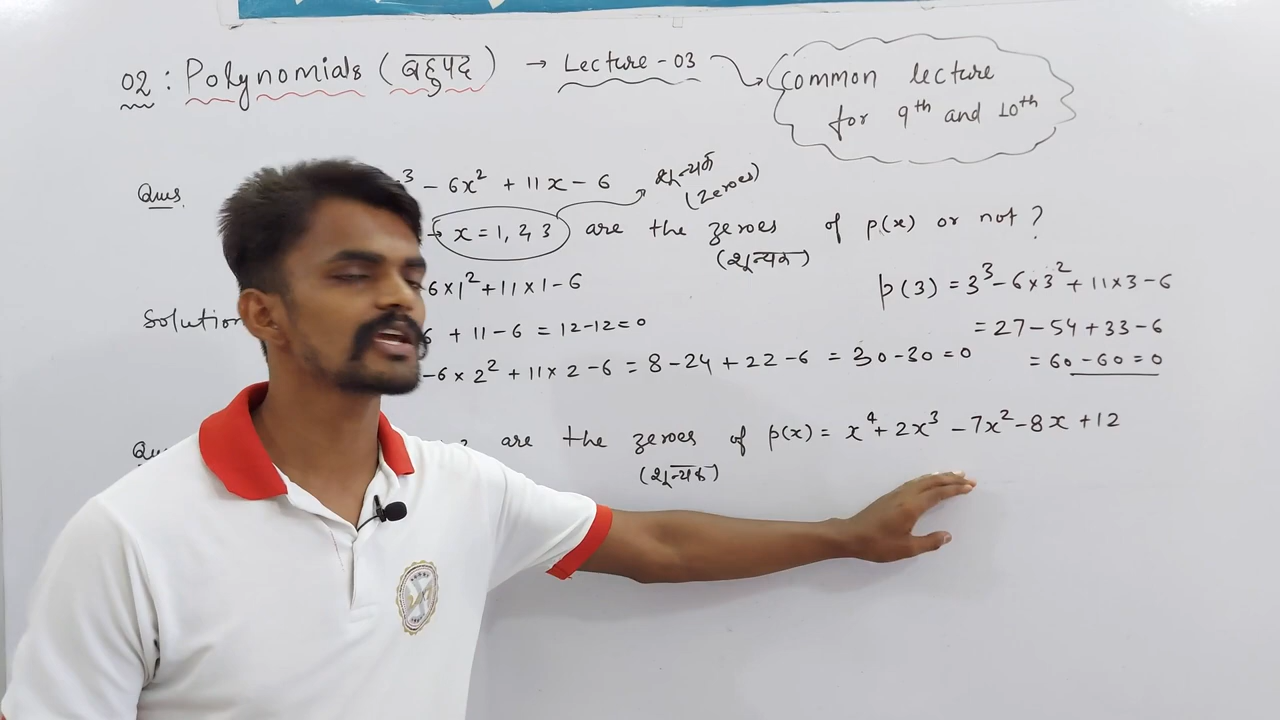 02 : Polynomials (बहुपद) → Lecture - 03
common lecture
for 9th and 10th
Ques.
³ - 6x² + 11x - 6
शून्यक
(zeroes)
→ x = 1, 2, 3 are the zeroes of p(x) or not ?
(शून्यक)
Solution
6×1² + 11×1 - 6
6 + 11 - 6 = 12 - 12 = 0
- 6 × 2² + 11 × 2 - 6 = 8 - 24 + 22 - 6 = 30 - 30 = 0
p(3) = 3³ - 6×3² + 11×3 - 6
= 27 - 54 + 33 - 6
= 60 - 60 = 0
Qu
are the zeroes of p(x) = x⁴ + 2x³ - 7x² - 8x + 12
(शून्यक)